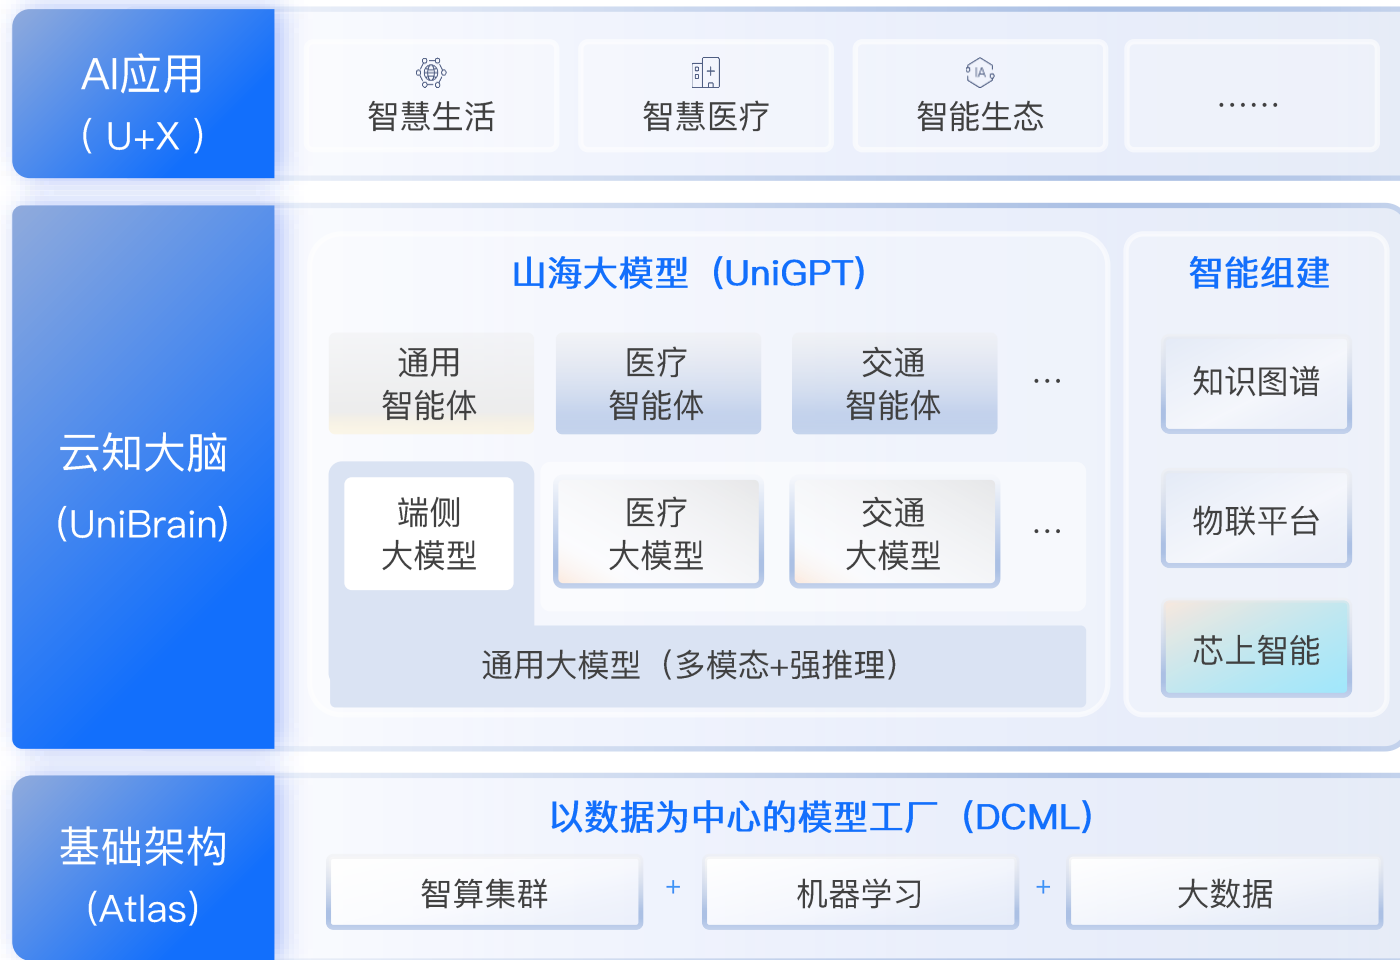 AI应用
（U+X）
智慧生活
智慧医疗
IA
智能生态
……
云知大脑
(UniBrain)
山海大模型（UniGPT）
通用
智能体
医疗
智能体
交通
智能体
…
端侧
大模型
医疗
大模型
交通
大模型
…
通用大模型（多模态+强推理）
智能组建
知识图谱
物联平台
芯上智能
基础架构
(Atlas)
以数据为中心的模型工厂（DCML）
智算集群
+
机器学习
+
大数据